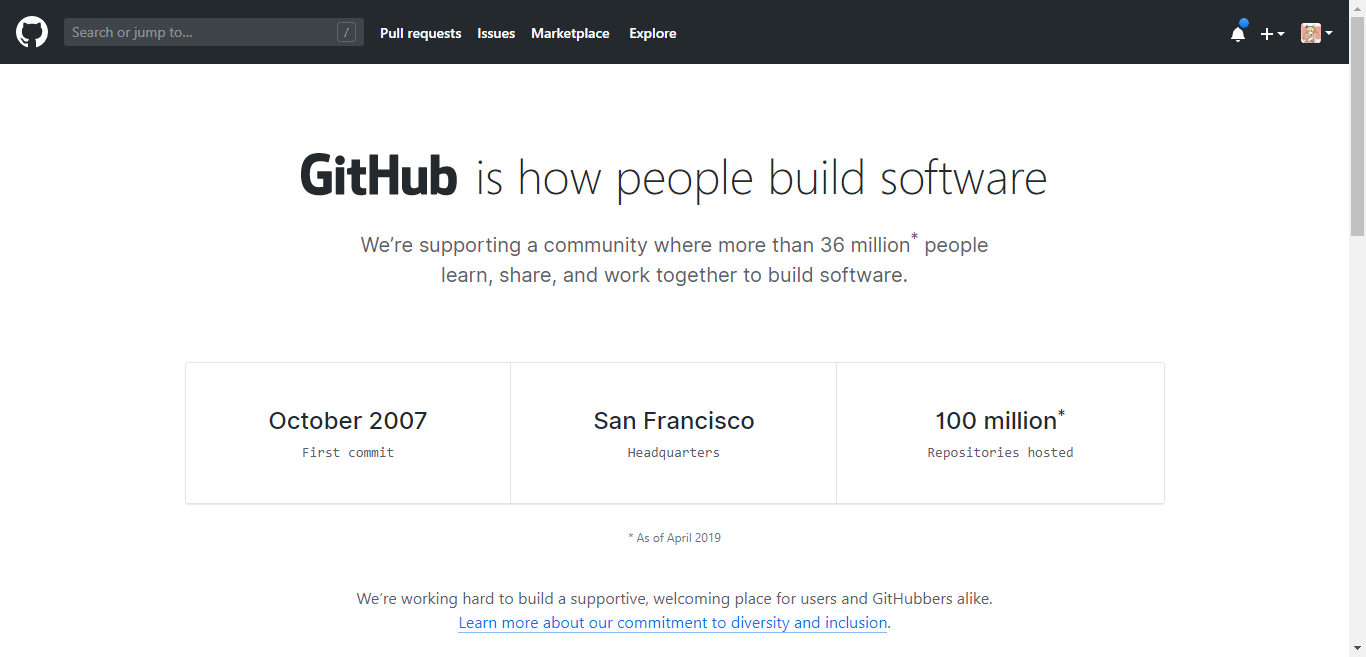 Search or jump to... /
Pull requests Issues Marketplace Explore
GitHub is how people build software
We’re supporting a community where more than 36 million* people
learn, share, and work together to build software.
October 2007
First commit
San Francisco
Headquarters
100 million*
Repositories hosted
* As of April 2019
We’re working hard to build a supportive, welcoming place for users and GitHubbers alike.
Learn more about our commitment to diversity and inclusion.